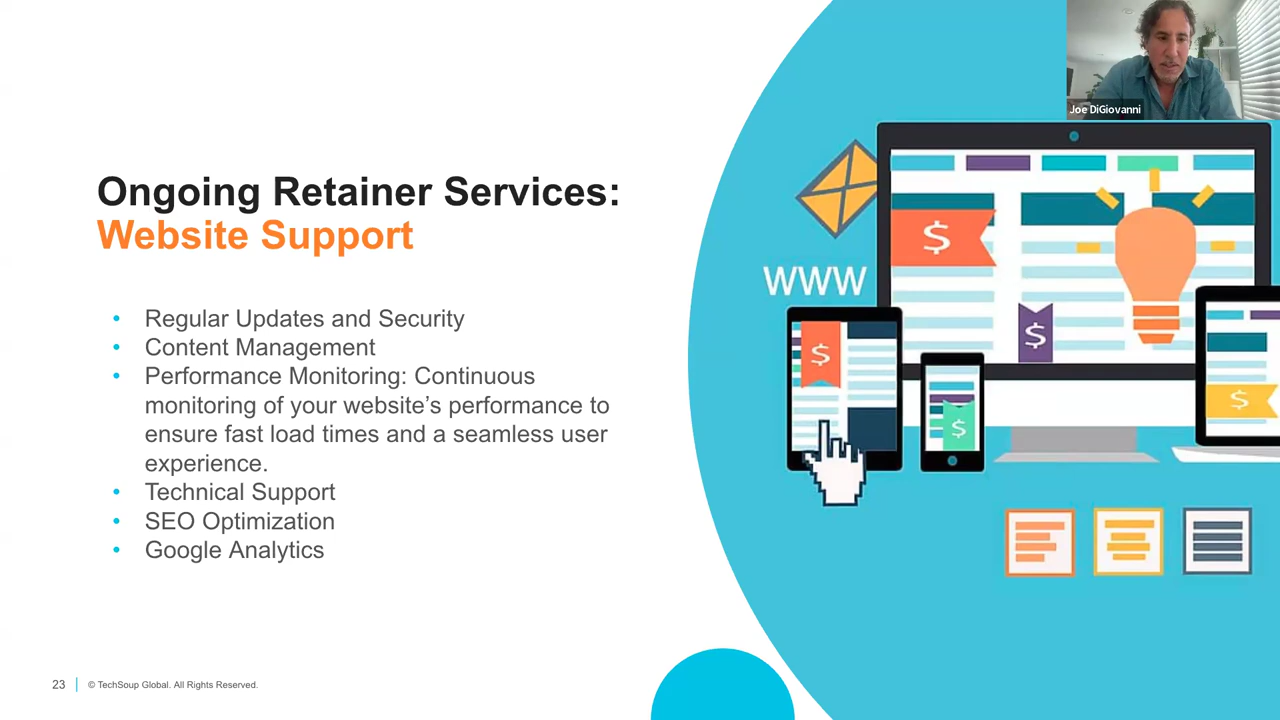 Joe DiGiovanni
Ongoing Retainer Services:
Website Support
• Regular Updates and Security
• Content Management
• Performance Monitoring: Continuous
monitoring of your website’s performance to
ensure fast load times and a seamless user
experience.
• Technical Support
• SEO Optimization
• Google Analytics
WWW
$
$
$
$
$
23 | © TechSoup Global. All Rights Reserved.